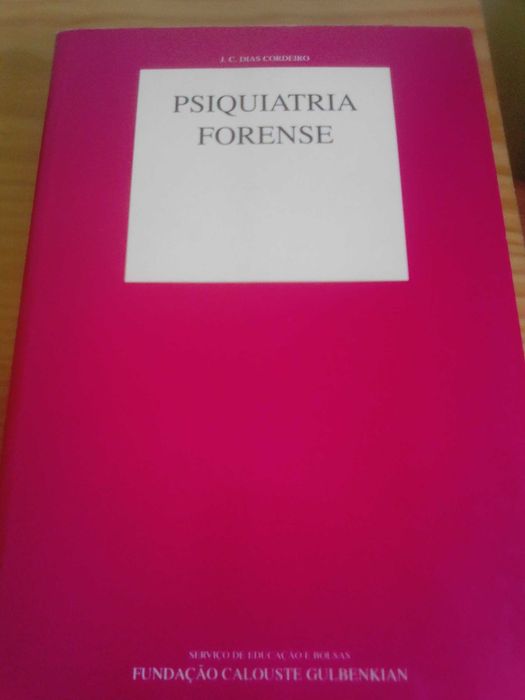 J. C. DIAS CORDEIRO
PSIQUIATRIA
FORENSE
SERVIÇO DE EDUCAÇÃO E BOLSAS
FUNDAÇÃO CALOUSTE GULBENKIAN